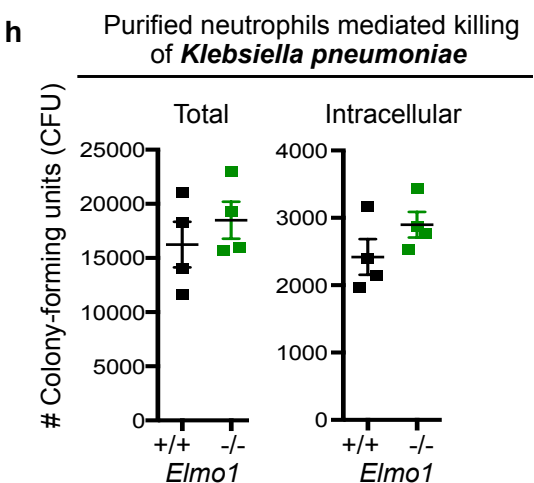 h
Purified neutrophils mediated killing
of Klebsiella pneumoniae
Total
Intracellular
# Colony-forming units (CFU)
25000
20000
15000
10000
5000
0
4000
3000
2000
1000
0
+/+ -/-
Elmo1
+/+ -/-
Elmo1